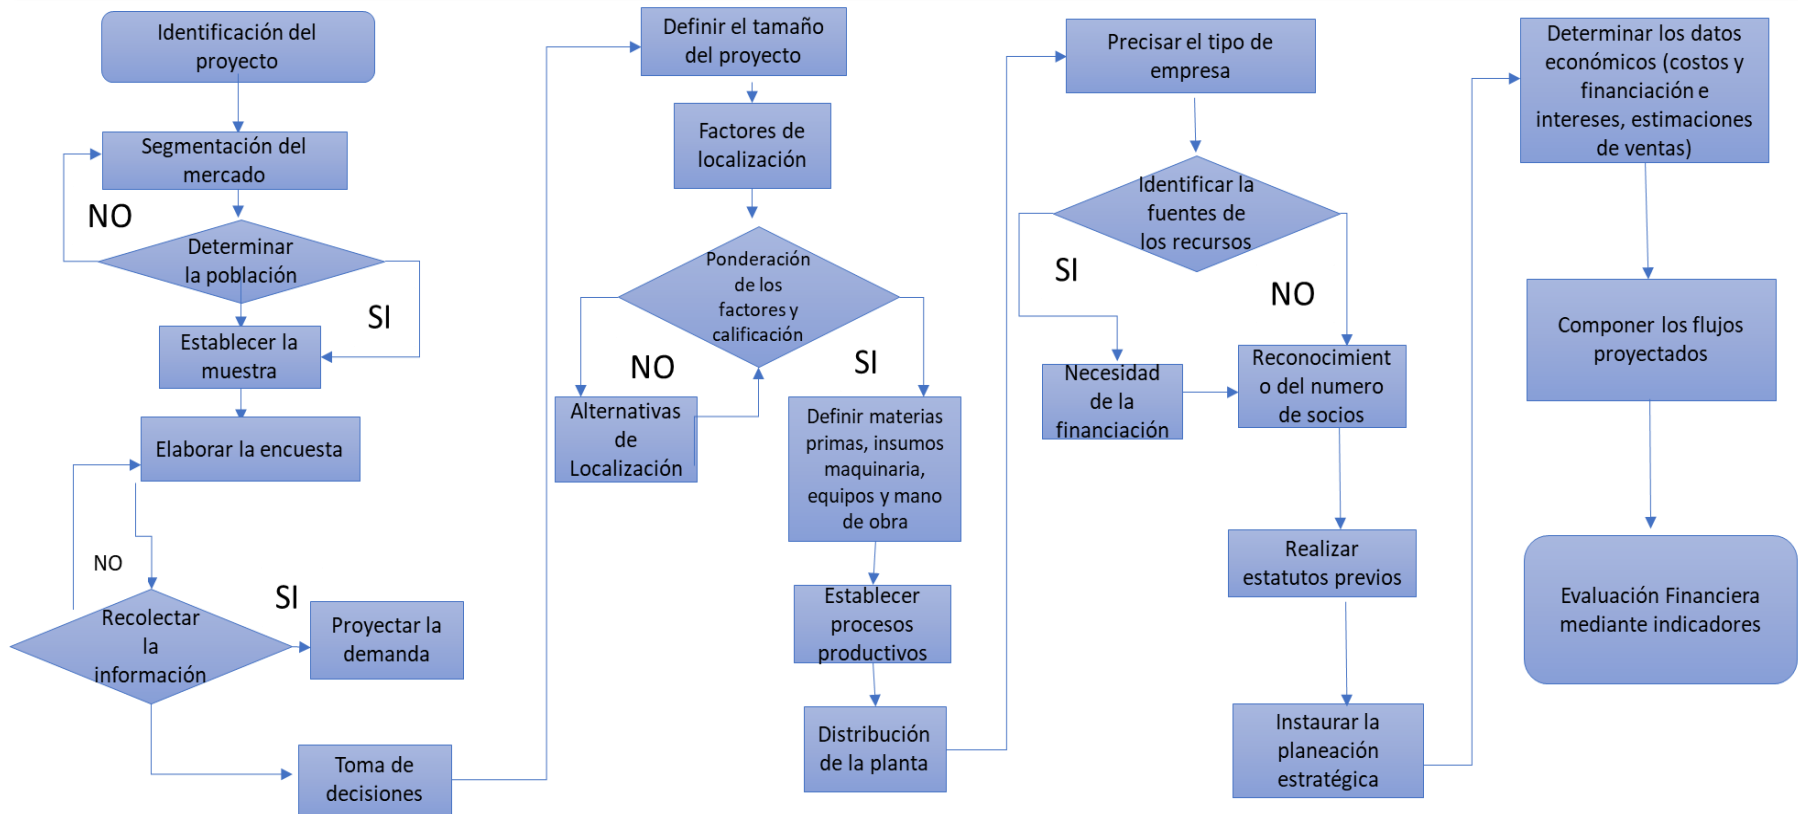 Identificación del
proyecto
Segmentación del
mercado
NO
Determinar
la población
SI
Establecer la
muestra
Elaborar la encuesta
NO
Recolectar
la
información
SI
Proyectar la
demanda
Toma de
decisiones
Definir el tamaño
del proyecto
Factores de
localización
Ponderación
de los
factores y
calificación
NO
SI
Alternativas
de
Localización
Definir materias
primas, insumos
maquinaria,
equipos y mano
de obra
Establecer
procesos
productivos
Distribución
de la planta
Precisar el tipo de
empresa
Identificar la
fuentes de
los recursos
SI
NO
Necesidad
de la
financiación
Reconocimient
o del numero
de socios
Realizar
estatutos previos
Instaurar la
planeación
estratégica
Determinar los datos
económicos (costos y
financiación e
intereses, estimaciones
de ventas)
Componer los flujos
proyectados
Evaluación Financiera
mediante indicadores